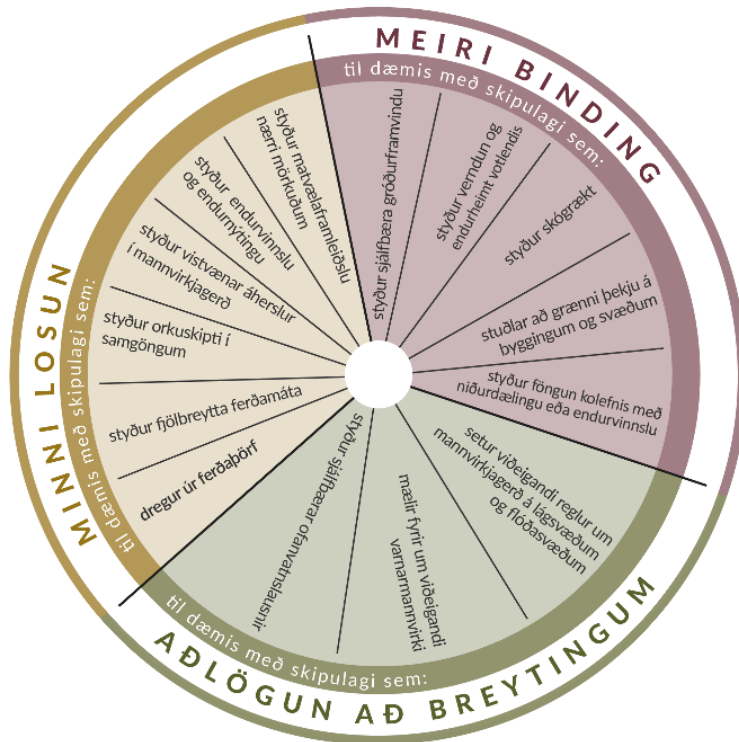 MEIRI BINDING
til dæmis með skipulagi sem:
styður sjálfbæra gróðurframvindu
styður verndun og
endurheimt votlendis
styður skógrækt
stuðlar að grænni þekju á
byggingum og svæðum
styður föngun kolefnis með
niðurdælingu eða endurvinnslu
AÐLÖGUN AÐ BREYTINGUM
til dæmis með skipulagi sem:
setur viðeigandi reglur um
mannvirkjagerð á lágsvæðum
og flóðasvæðum
mælir fyrir um viðeigandi
varnarmannvirki
styður sjálfbærar ofanvatnslausnir
MINNI LOSUN
til dæmis með skipulagi sem:
dregur úr ferðaþörf
styður fjölbreytta ferðamáta
styður orkuskipti í
samgöngum
styður vistvænar áherslur
í mannvirkjagerð
styður endurvinnslu
og endurnýtingu
styður matvælaframleiðslu
nærri mörkuðum